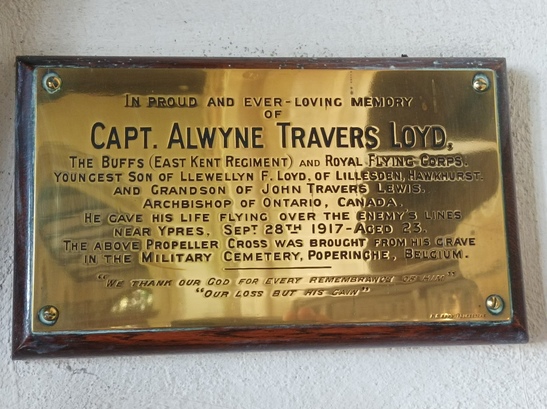 IN PROUD AND EVER-LOVING MEMORY
OF
CAPT. ALWYNE TRAVERS LOYD,
THE BUFFS (EAST KENT REGIMENT) AND ROYAL FLYING CORPS.
YOUNGEST SON OF LLEWELLYN F. LOYD, OF LILLESDEN, HAWKHURST.
AND GRANDSON OF JOHN TRAVERS LEWIS.
ARCHBISHOP OF ONTARIO, CANADA.
HE GAVE HIS LIFE FLYING OVER THE ENEMY'S LINES
NEAR YPRES, SEPT 28TH 1917-AGED 23.
THE ABOVE PROPELLER CROSS WAS BROUGHT FROM HIS GRAVE
IN THE MILITARY CEMETERY, POPERINGHE, BELGIUM.
"WE THANK OUR GOD FOR EVERY REMEMBRANCE OF HIM"
"OUR LOSS BUT HIS GAIN"